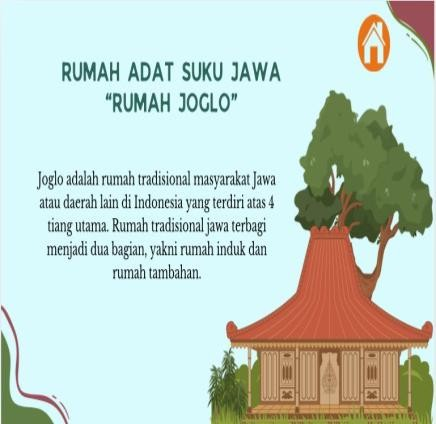 RUMAH ADAT SUKU JAWA
“RUMAH JOGLO”
Joglo adalah rumah tradisional masyarakat Jawa
atau daerah lain di Indonesia yang terdiri atas 4
tiang utama. Rumah tradisional jawa terbagi
menjadi dua bagian, yakni rumah induk dan
rumah tambahan.